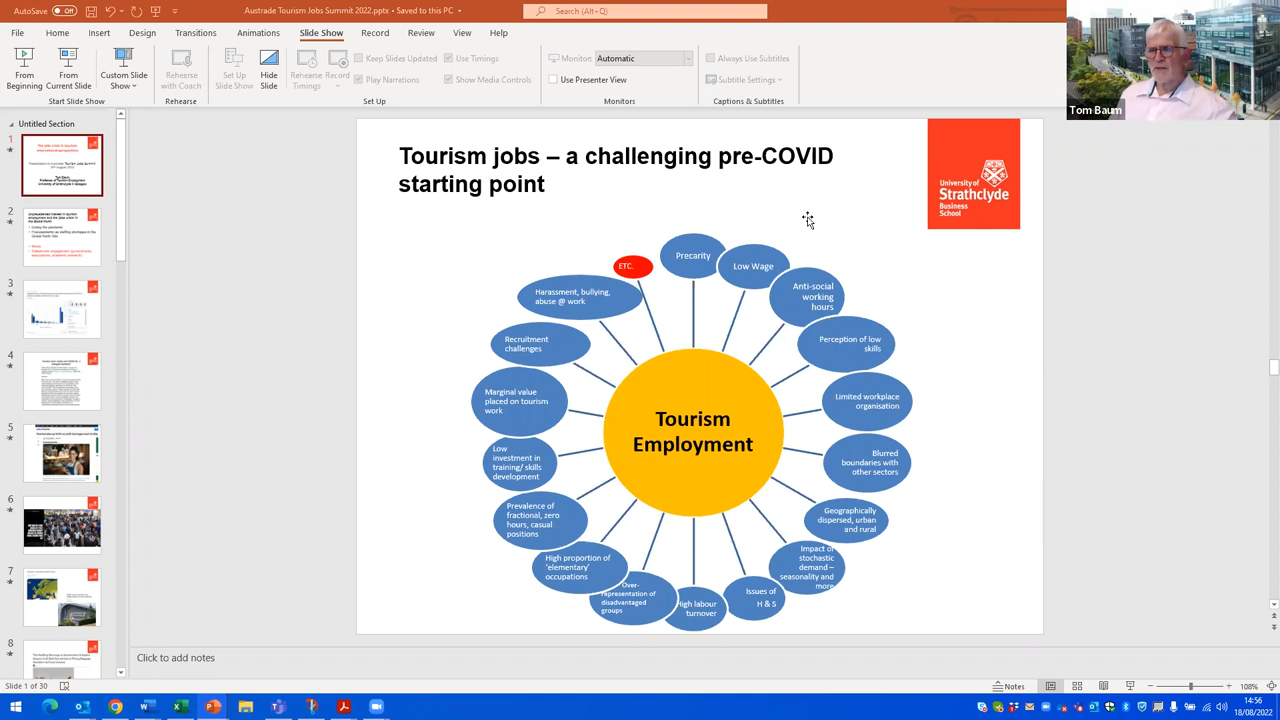 AutoSave Off
Austrade Tourism Jobs Summit 2022.pptx • Saved to this PC
Search (Alt+Q)
File Home Insert Design Transitions Animations Slide Show Record Review View Help
From Beginning
From Current Slide
Custom Slide Show
Start Slide Show
Rehearse with Coach
Rehearse
Set Up Slide Show
Hide Slide
Rehearse Timings
Record
Keep Slides Updated
Play Narrations
Use Timings
Show Media Controls
Set Up
Monitor: Automatic
Use Presenter View
Monitors
Always Use Subtitles
Subtitle Settings
Captions & Subtitles
Tom Baum
Untitled Section
1
2
3
4
5
6
7
8
Tourism jobs – a challenging pre-COVID
starting point
University of
Strathclyde
Business
School
ETC.
Precarity
Low Wage
Anti-social
working
hours
Perception of low
skills
Limited workplace
organisation
Blurred
boundaries with
other sectors
Geographically
dispersed, urban
and rural
Impact of
stochastic
demand –
seasonality and
more
Issues of
H & S
High labour
turnover
Over-
representation of
disadvantaged
groups
High proportion of
'elementary'
occupations
Prevalence of
fractional, zero
hours, casual
positions
Low
investment in
training/ skills
development
Marginal value
placed on tourism
work
Recruitment
challenges
Harassment, bullying,
abuse @ work
Tourism
Employment
Click to add notes
Slide 1 of 30
Notes
108%
14:56
18/08/2022